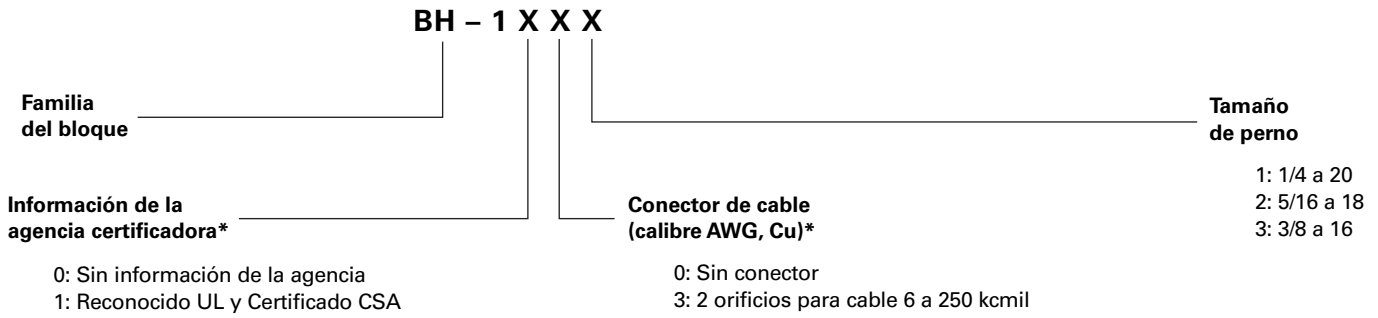 BH – 1 X X X
Familia
del bloque
Tamaño
de perno
1: 1/4 a 20
2: 5/16 a 18
3: 3/8 a 16
Información de la
agencia certificadora*
0: Sin información de la agencia
1: Reconocido UL y Certificado CSA
Conector de cable
(calibre AWG, Cu)*
0: Sin conector
3: 2 orificios para cable 6 a 250 kcmil